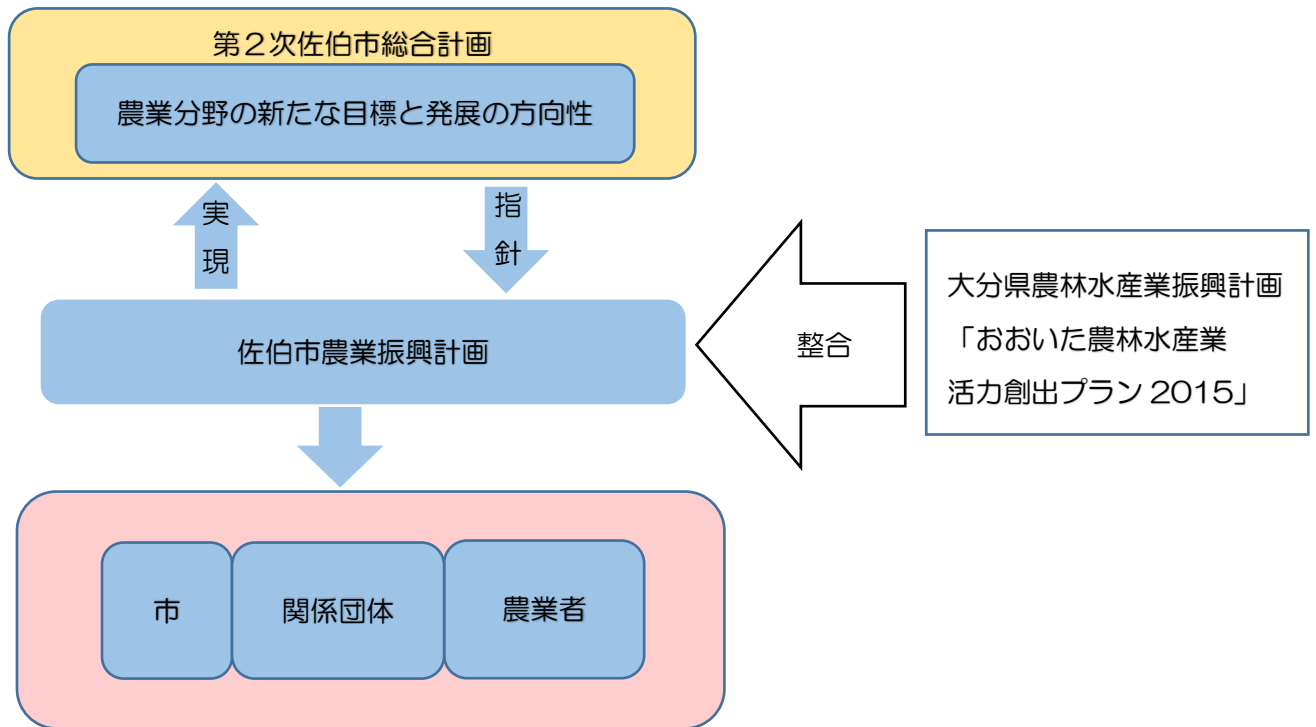 第２次佐伯市総合計画
農業分野の新たな目標と発展の方向性
実現
指針
佐伯市農業振興計画
整合
大分県農林水産業振興計画
「おおいた農林水産業
活力創出プラン 2015」
市
関係団体
農業者